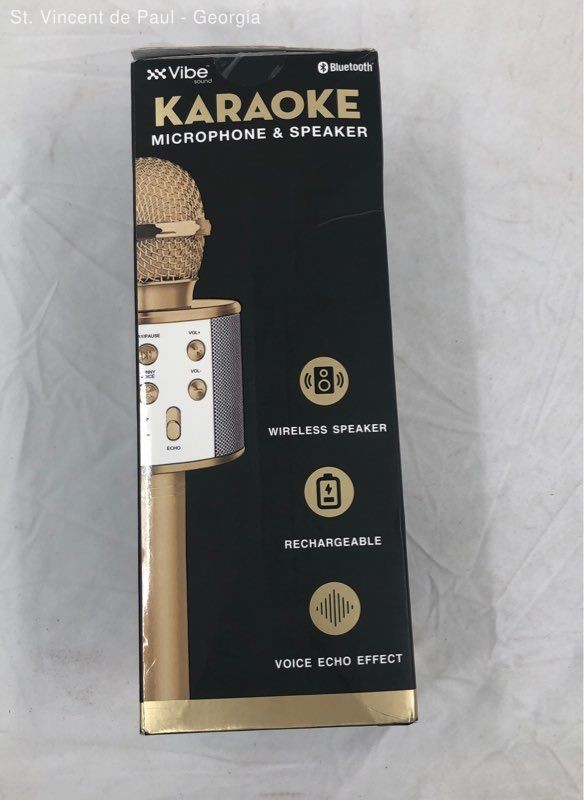 St. Vincent de Paul - Georgia
Vibe
sound
Bluetooth
KARAOKE
MICROPHONE & SPEAKER
VOL+
VOL-
ECHO
WIRELESS SPEAKER
RECHARGEABLE
VOICE ECHO EFFECT